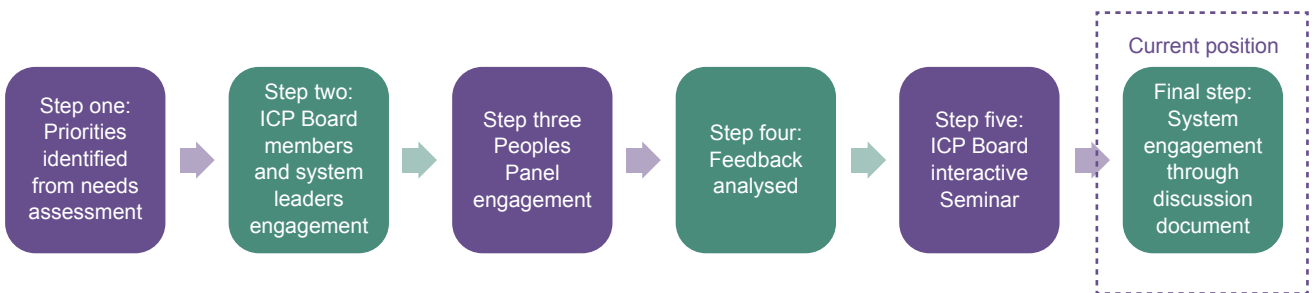 Step one:
Priorities
identified
from needs
assessment
Step two:
ICP Board
members
and system
leaders
engagement
Step three
Peoples
Panel
engagement
Step four:
Feedback
analysed
Step five:
ICP Board
interactive
Seminar
Current position
Final step:
System
engagement
through
discussion
document